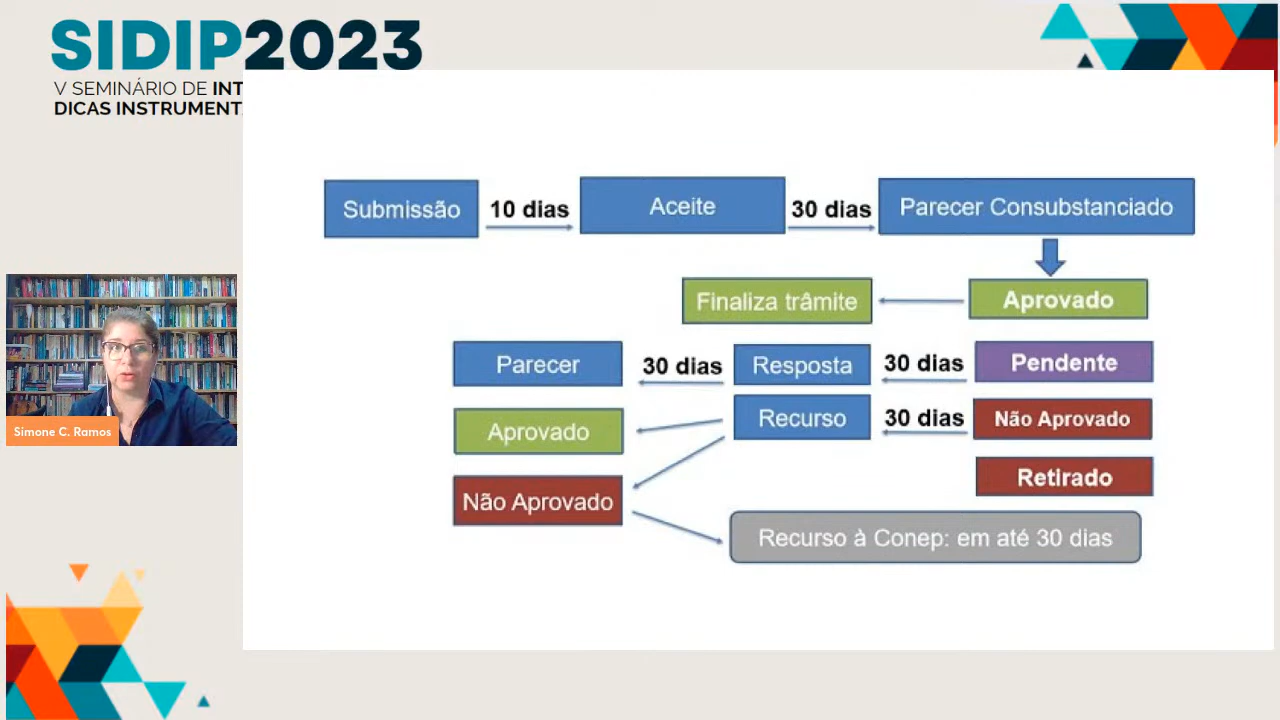 SIDIP2023
V SEMINÁRIO DE INT
DICAS INSTRUMENT
Submissão
10 dias
Aceite
30 dias
Parecer Consubstanciado
Finaliza trâmite
Aprovado
Parecer
30 dias
Resposta
30 dias
Pendente
Aprovado
Recurso
30 dias
Não Aprovado
Não Aprovado
Retirado
Recurso à Conep: em até 30 dias
Simone C. Ramos